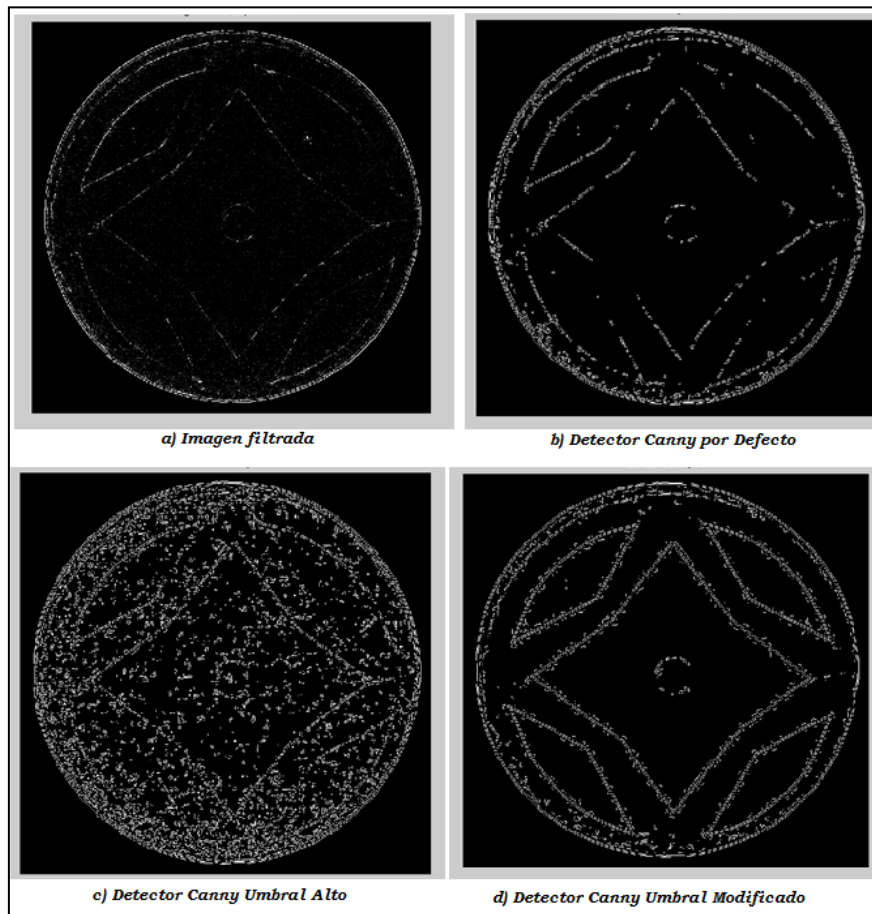 a) Imagen filtrada
b) Detector Canny por Defecto
c) Detector Canny Umbral Alto
d) Detector Canny Umbral Modificado